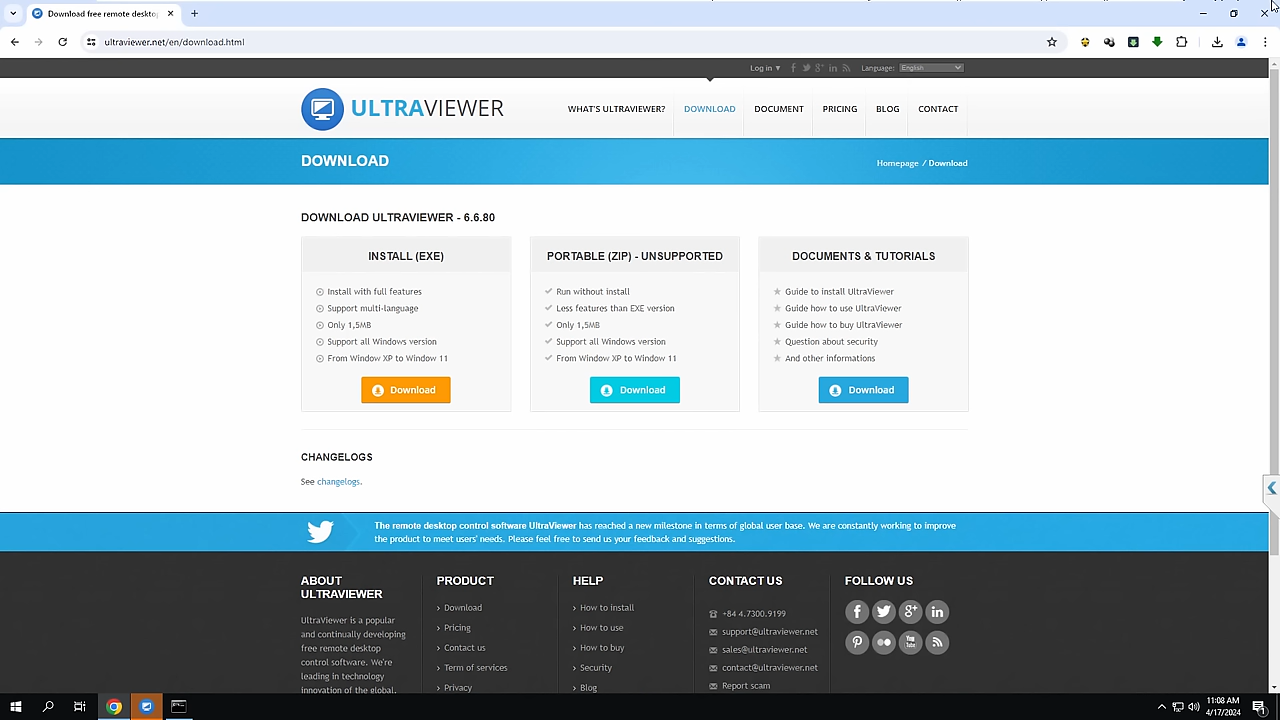 Download free remote desktop
ultraviewer.net/en/download.html
Log in ▼
Language:
English
ULTRAVIEWER
WHAT'S ULTRAVIEWER?
DOWNLOAD
DOCUMENT
PRICING
BLOG
CONTACT
DOWNLOAD
Homepage / Download
DOWNLOAD ULTRAVIEWER - 6.6.80
INSTALL (EXE)
Install with full features
Support multi-language
Only 1,5MB
Support all Windows version
From Window XP to Window 11
Download
PORTABLE (ZIP) - UNSUPPORTED
Run without install
Less features than EXE version
Only 1,5MB
Support all Windows version
From Window XP to Window 11
Download
DOCUMENTS & TUTORIALS
Guide to install UltraViewer
Guide how to use UltraViewer
Guide how to buy UltraViewer
Question about security
And other informations
Download
CHANGELOGS
See changelogs.
The remote desktop control software UltraViewer has reached a new milestone in terms of global user base. We are constantly working to improve
the product to meet users' needs. Please feel free to send us your feedback and suggestions.
ABOUT
ULTRAVIEWER
UltraViewer is a popular
and continually developing
free remote desktop
control software. We're
leading in technology
innovation of the global.
PRODUCT
Download
Pricing
Contact us
Term of services
Privacy
HELP
How to install
How to use
How to buy
Security
Blog
CONTACT US
+84 4.7300.9199
support@ultraviewer.net
sales@ultraviewer.net
contact@ultraviewer.net
Report scam
FOLLOW US
You
Tube
11:08 AM
4/17/2024